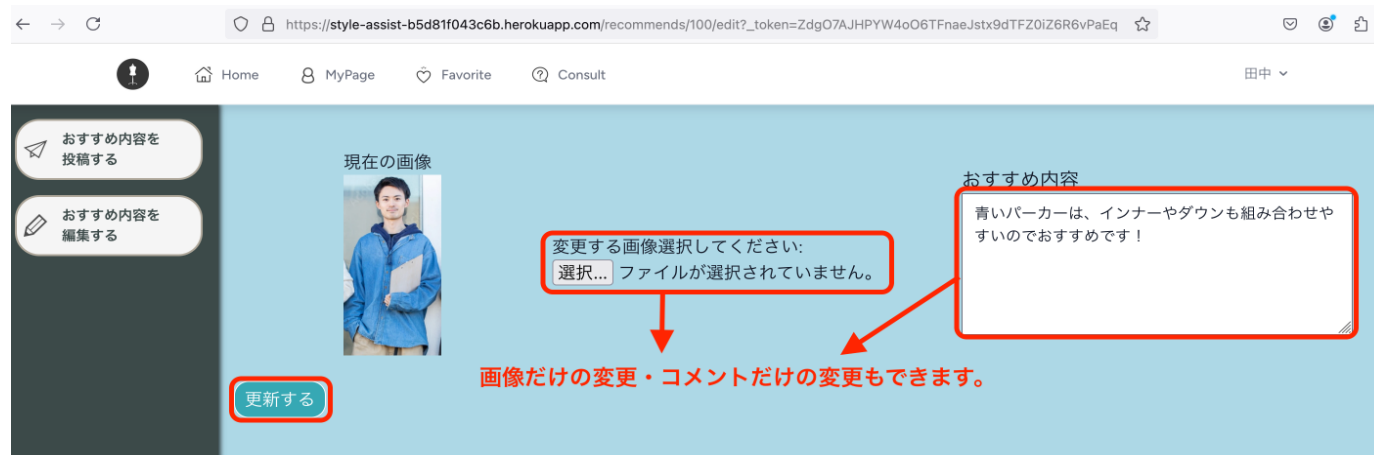 https://style-assist-b5d81f043c6b.herokuapp.com/recommends/100/edit?_token=ZdgO7AJHPYW4oO6TFnaeJstx9dTFZ0iZ6R6vPaEq
Home MyPage Favorite Consult 田中
おすすめ内容を
投稿する
おすすめ内容を
編集する
現在の画像
変更する画像選択してください:
選択... ファイルが選択されていません。
おすすめ内容
青いパーカーは、インナーやダウンも組み合わせや
すいのでおすすめです！
画像だけの変更・コメントだけの変更もできます。
更新する